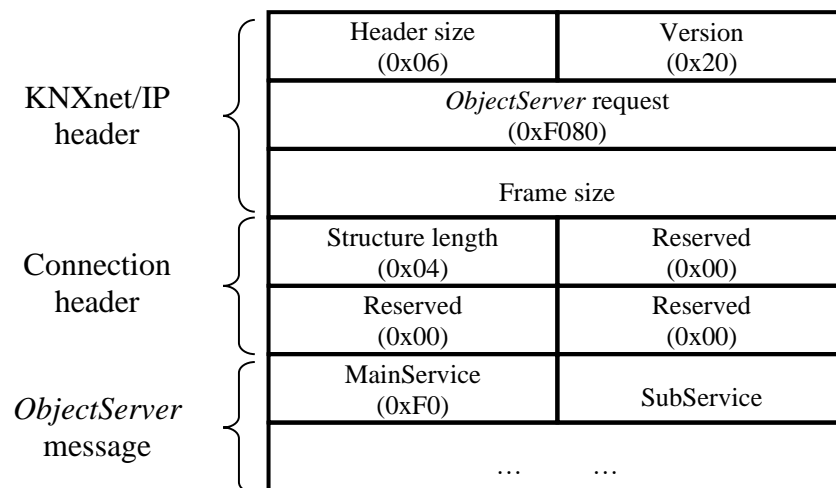 KNXnet/IP
header
Header size
(0x06)
Version
(0x20)
ObjectServer request
(0xF080)
Frame size
Connection
header
Structure length
(0x04)
Reserved
(0x00)
Reserved
(0x00)
Reserved
(0x00)
ObjectServer
message
MainService
(0xF0)
SubService
… …